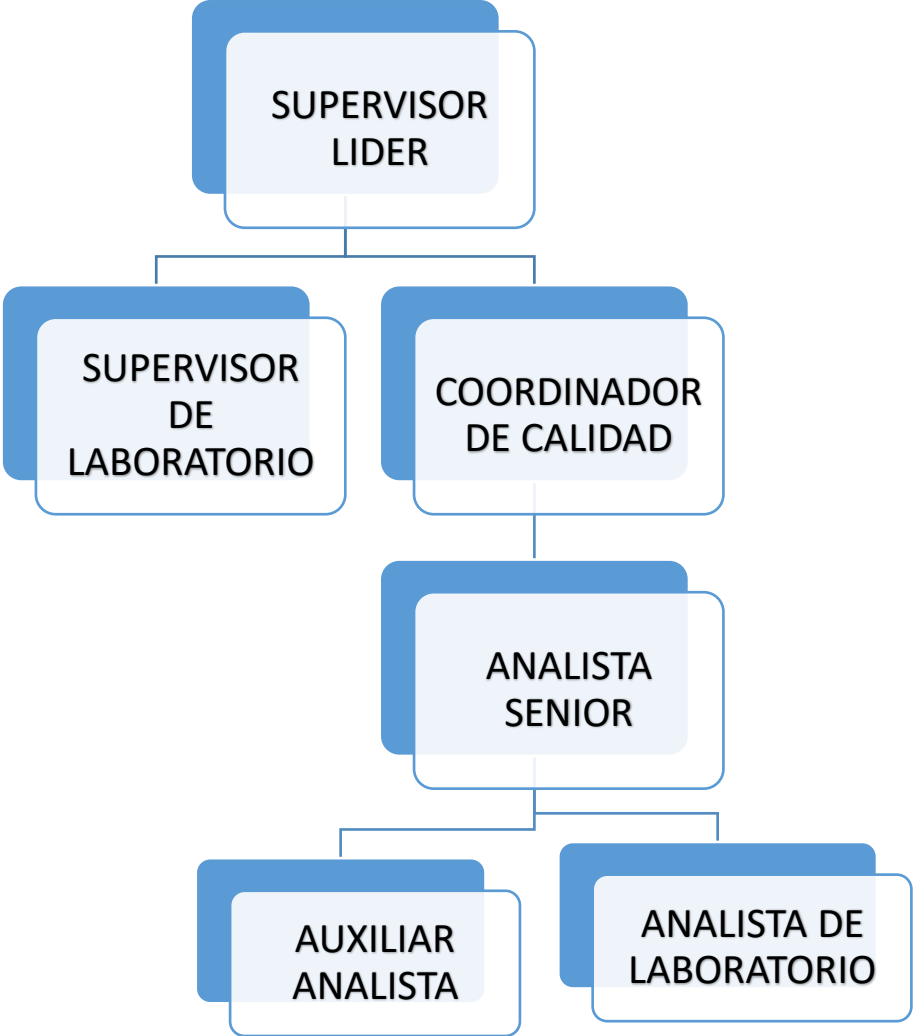 SUPERVISOR
LIDER
SUPERVISOR
DE
LABORATORIO
COORDINADOR
DE CALIDAD
ANALISTA
SENIOR
AUXILIAR
ANALISTA
ANALISTA DE
LABORATORIO